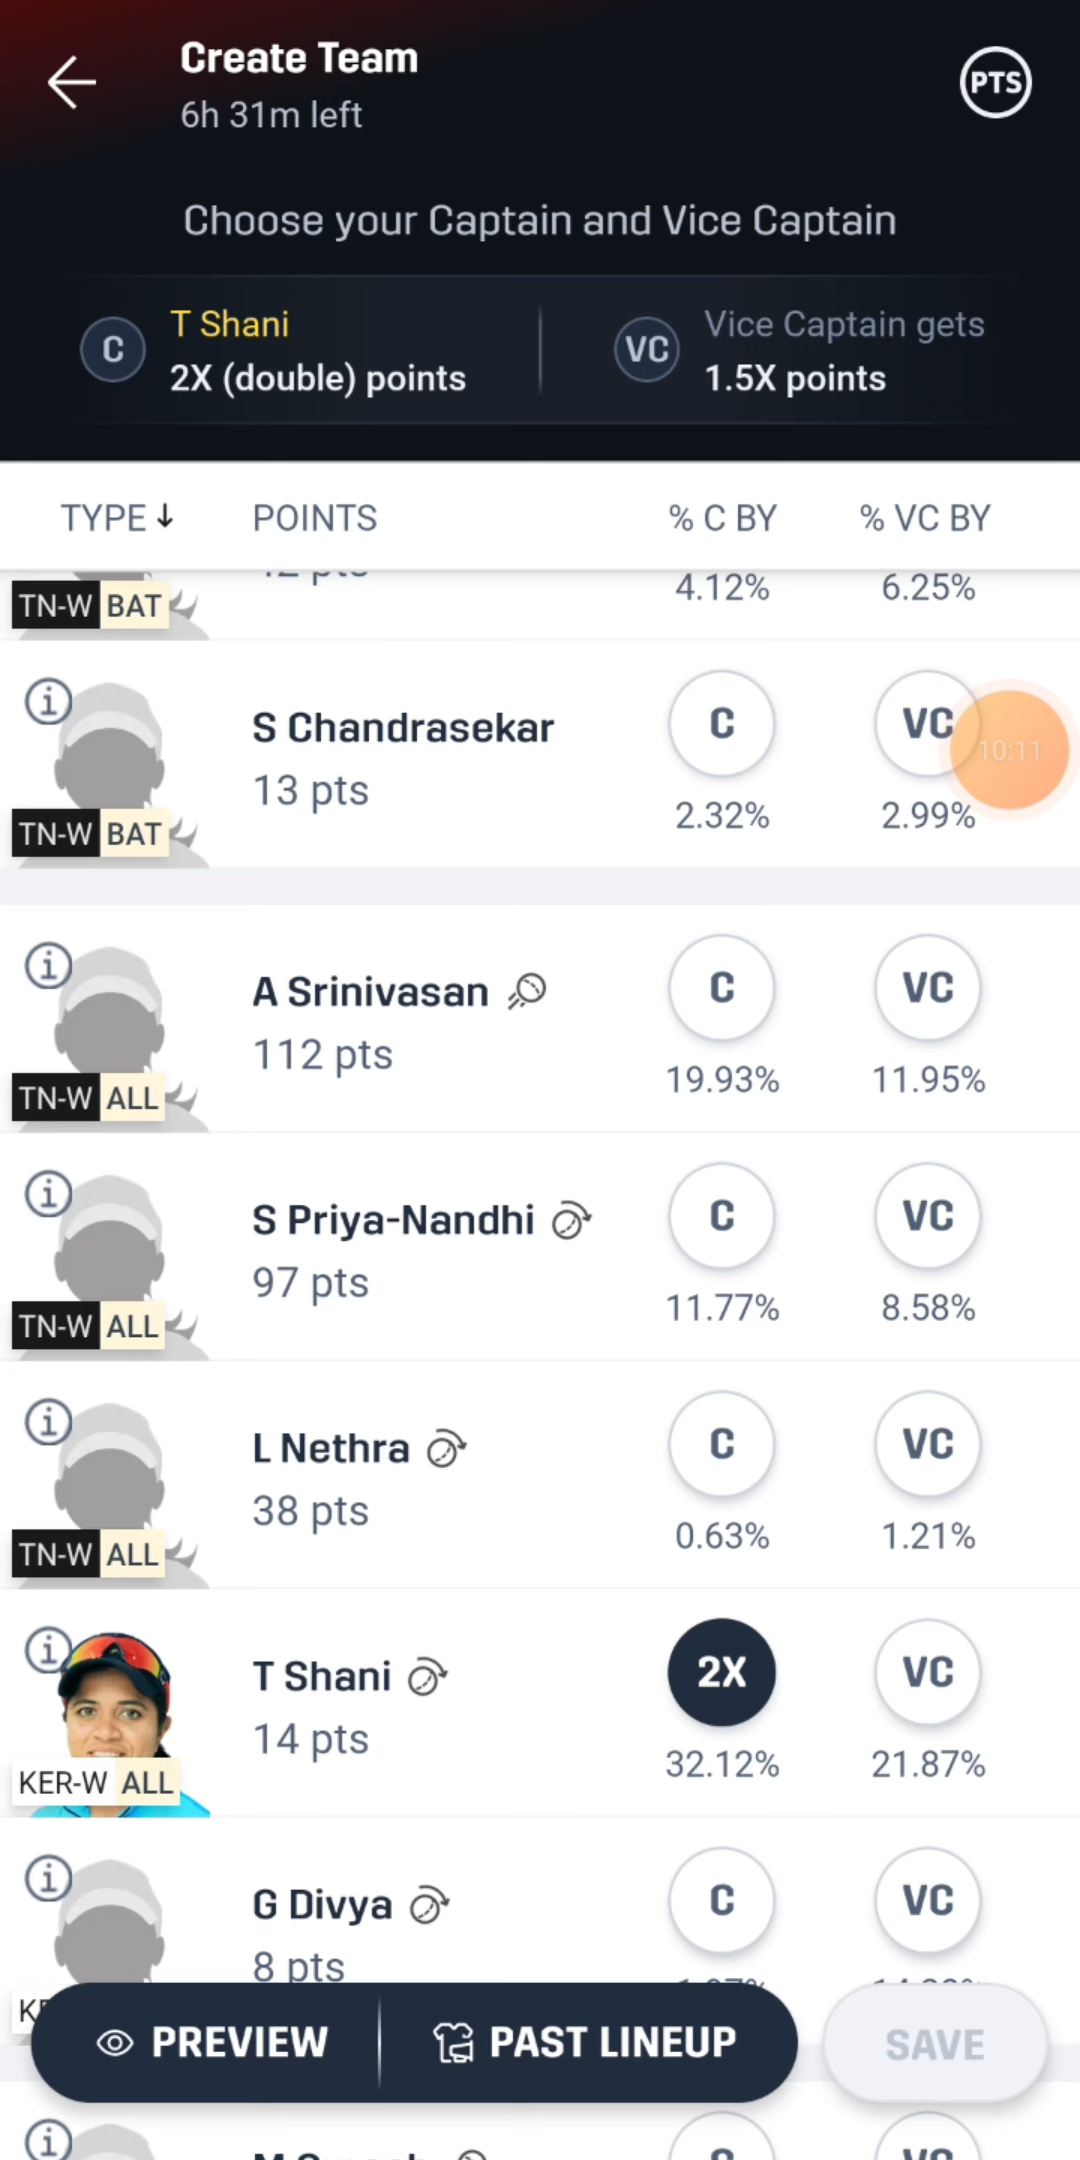 Create Team
6h 31m left
PTS
Choose your Captain and Vice Captain
C
T Shani
2X (double) points
VC
Vice Captain gets
1.5X points
TYPE POINTS % C BY % VC BY
TN-W BAT
4.12% 6.25%
S Chandrasekar
13 pts
C VC
10:11
TN-W BAT
2.32% 2.99%
A Srinivasan
112 pts
C VC
TN-W ALL
19.93% 11.95%
S Priya-Nandhi
97 pts
C VC
TN-W ALL
11.77% 8.58%
L Nethra
38 pts
C VC
TN-W ALL
0.63% 1.21%
T Shani
14 pts
2X VC
KER-W ALL
32.12% 21.87%
G Divya
8 pts
C VC
PREVIEW PAST LINEUP SAVE